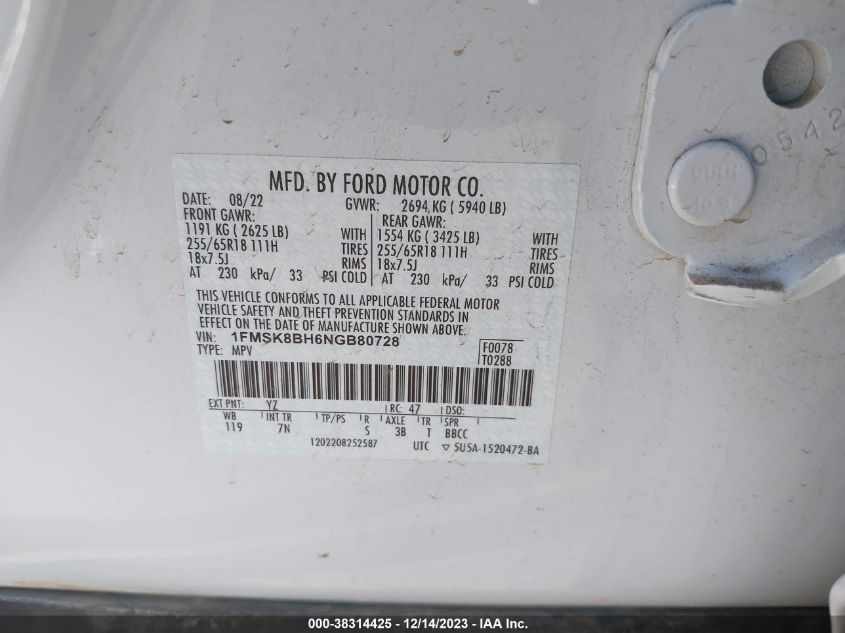 MFD. BY FORD MOTOR CO.
DATE: 08/22 GVWR: 2694 KG ( 5940 LB)
FRONT GAWR: REAR GAWR:
1191 KG ( 2625 LB) WITH 1554 KG ( 3425 LB) WITH
255/65R18 111H TIRES 255/65R18 111H TIRES
18x7.5J RIMS 18x7.5J RIMS
AT 230 kPa/ 33 PSI COLD AT 230 kPa/ 33 PSI COLD
THIS VEHICLE CONFORMS TO ALL APPLICABLE FEDERAL MOTOR
VEHICLE SAFETY AND THEFT PREVENTION STANDARDS IN
EFFECT ON THE DATE OF MANUFACTURE SHOWN ABOVE.
VIN: 1FMSK8BH6NGB80728 F0078
TYPE: MPV T0288
EXT PNT: YZ RC: 47 DSO:
WB INT TR TP/PS R AXLE TR SPR
119 7N S 3B T BBCC
1202208252587 UTC ▽ 5U5A-1520472-BA
0542
000-38314425 - 12/14/2023 - IAA Inc.